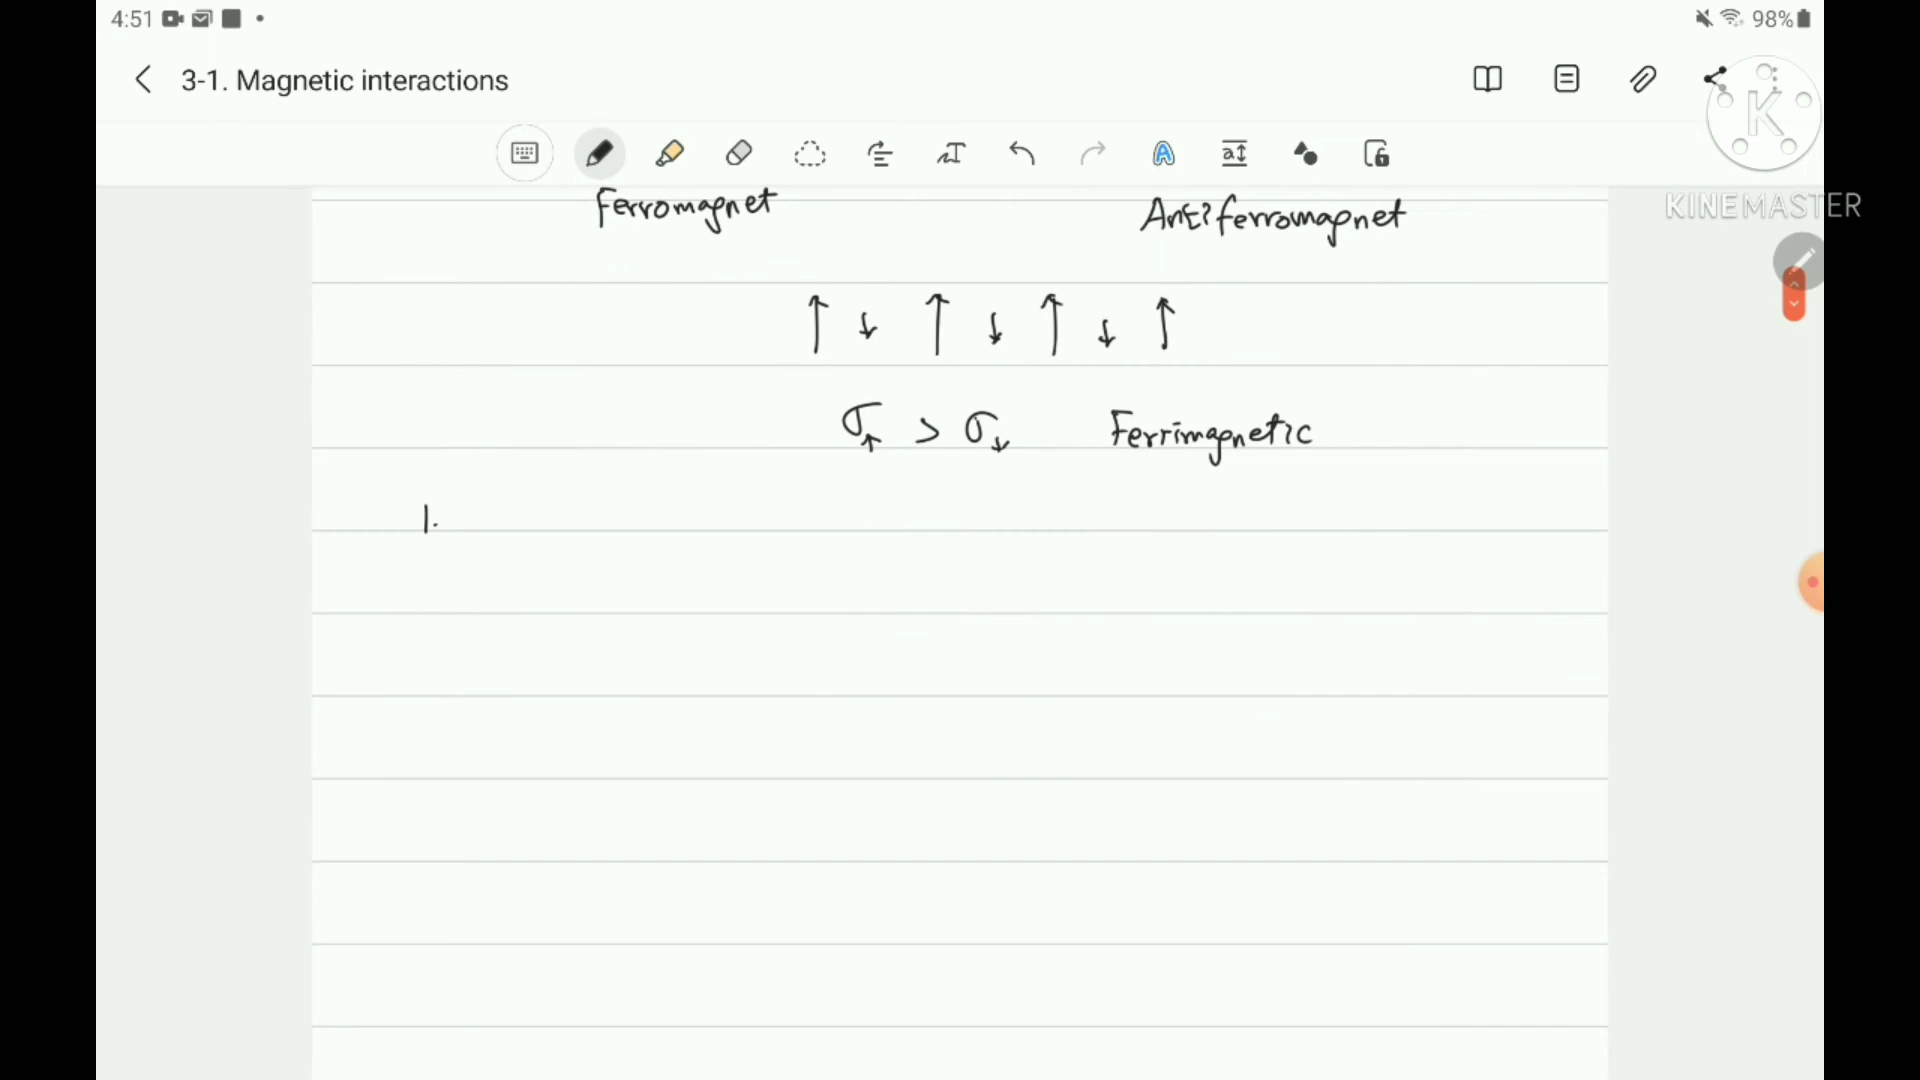 4:51 98%
3-1. Magnetic interactions
K
KINEMASTER
Ferromagnet Antiferromagnet
↑ ↓ ↑ ↓ ↑ ↓ ↑
σ↑ > σ↓ Ferrimagnetic
1.